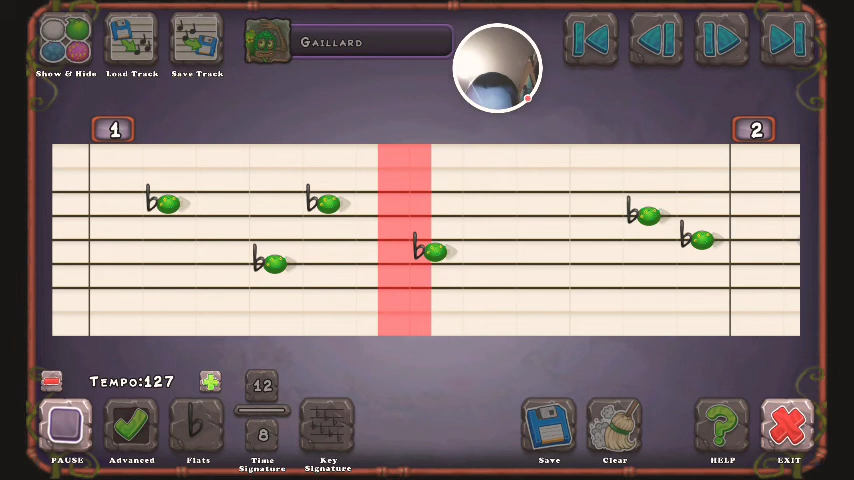 Show & Hide
Load Track
Save Track
Gaillard
1
2
Tempo:127
12
8
PAUSE
Advanced
Flats
Time Signature
Key Signature
Save
Clear
HELP
EXIT